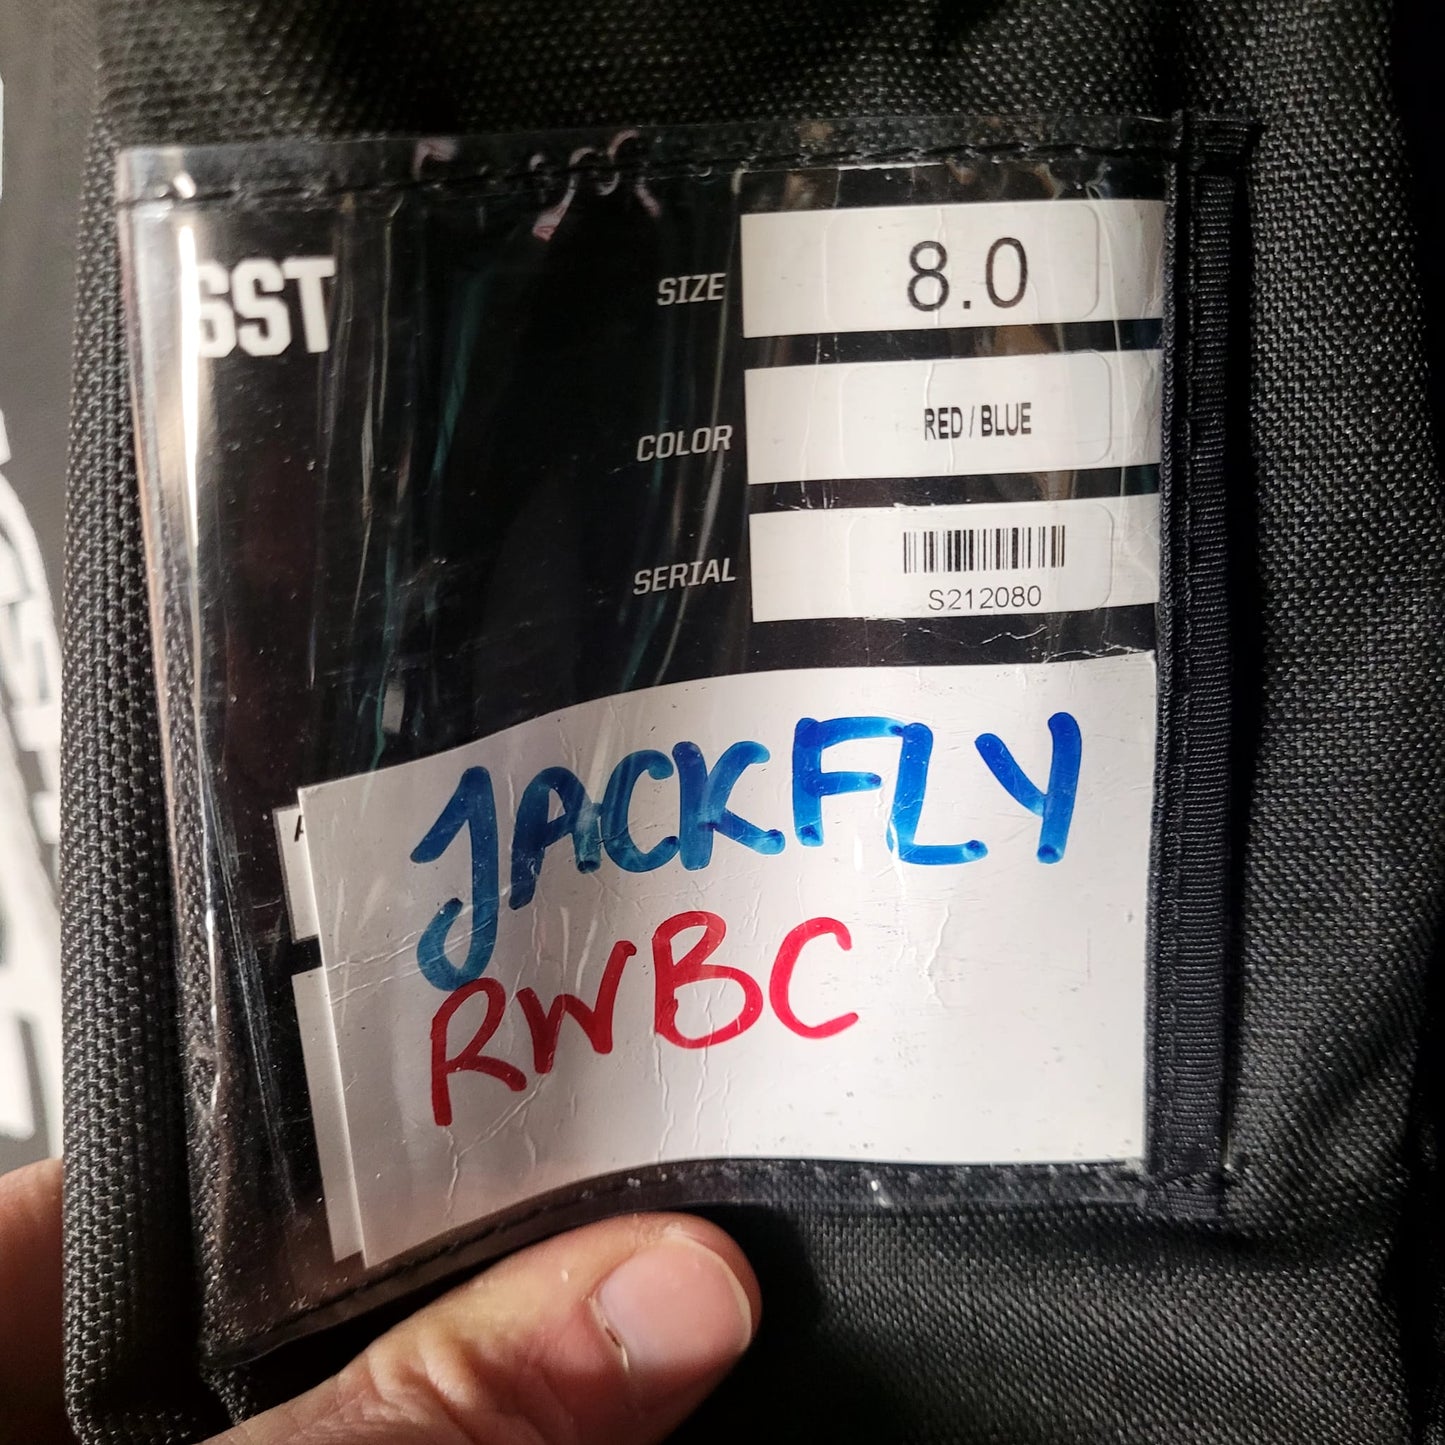 SST
SIZE 8.0
COLOR RED / BLUE
SERIAL S212080
JACKFLY
RWBC